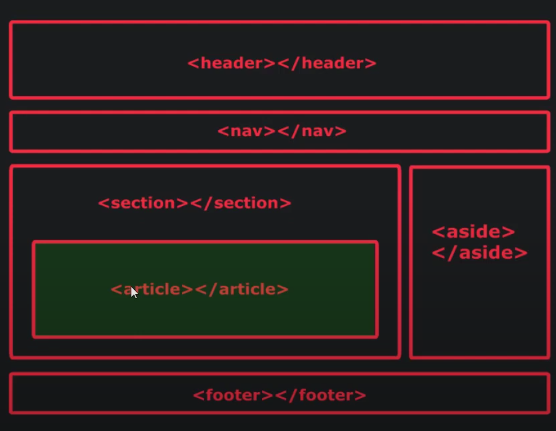 <header></header>
<nav></nav>
<section></section>
<aside>
</aside>
<article></article>
<footer></footer>